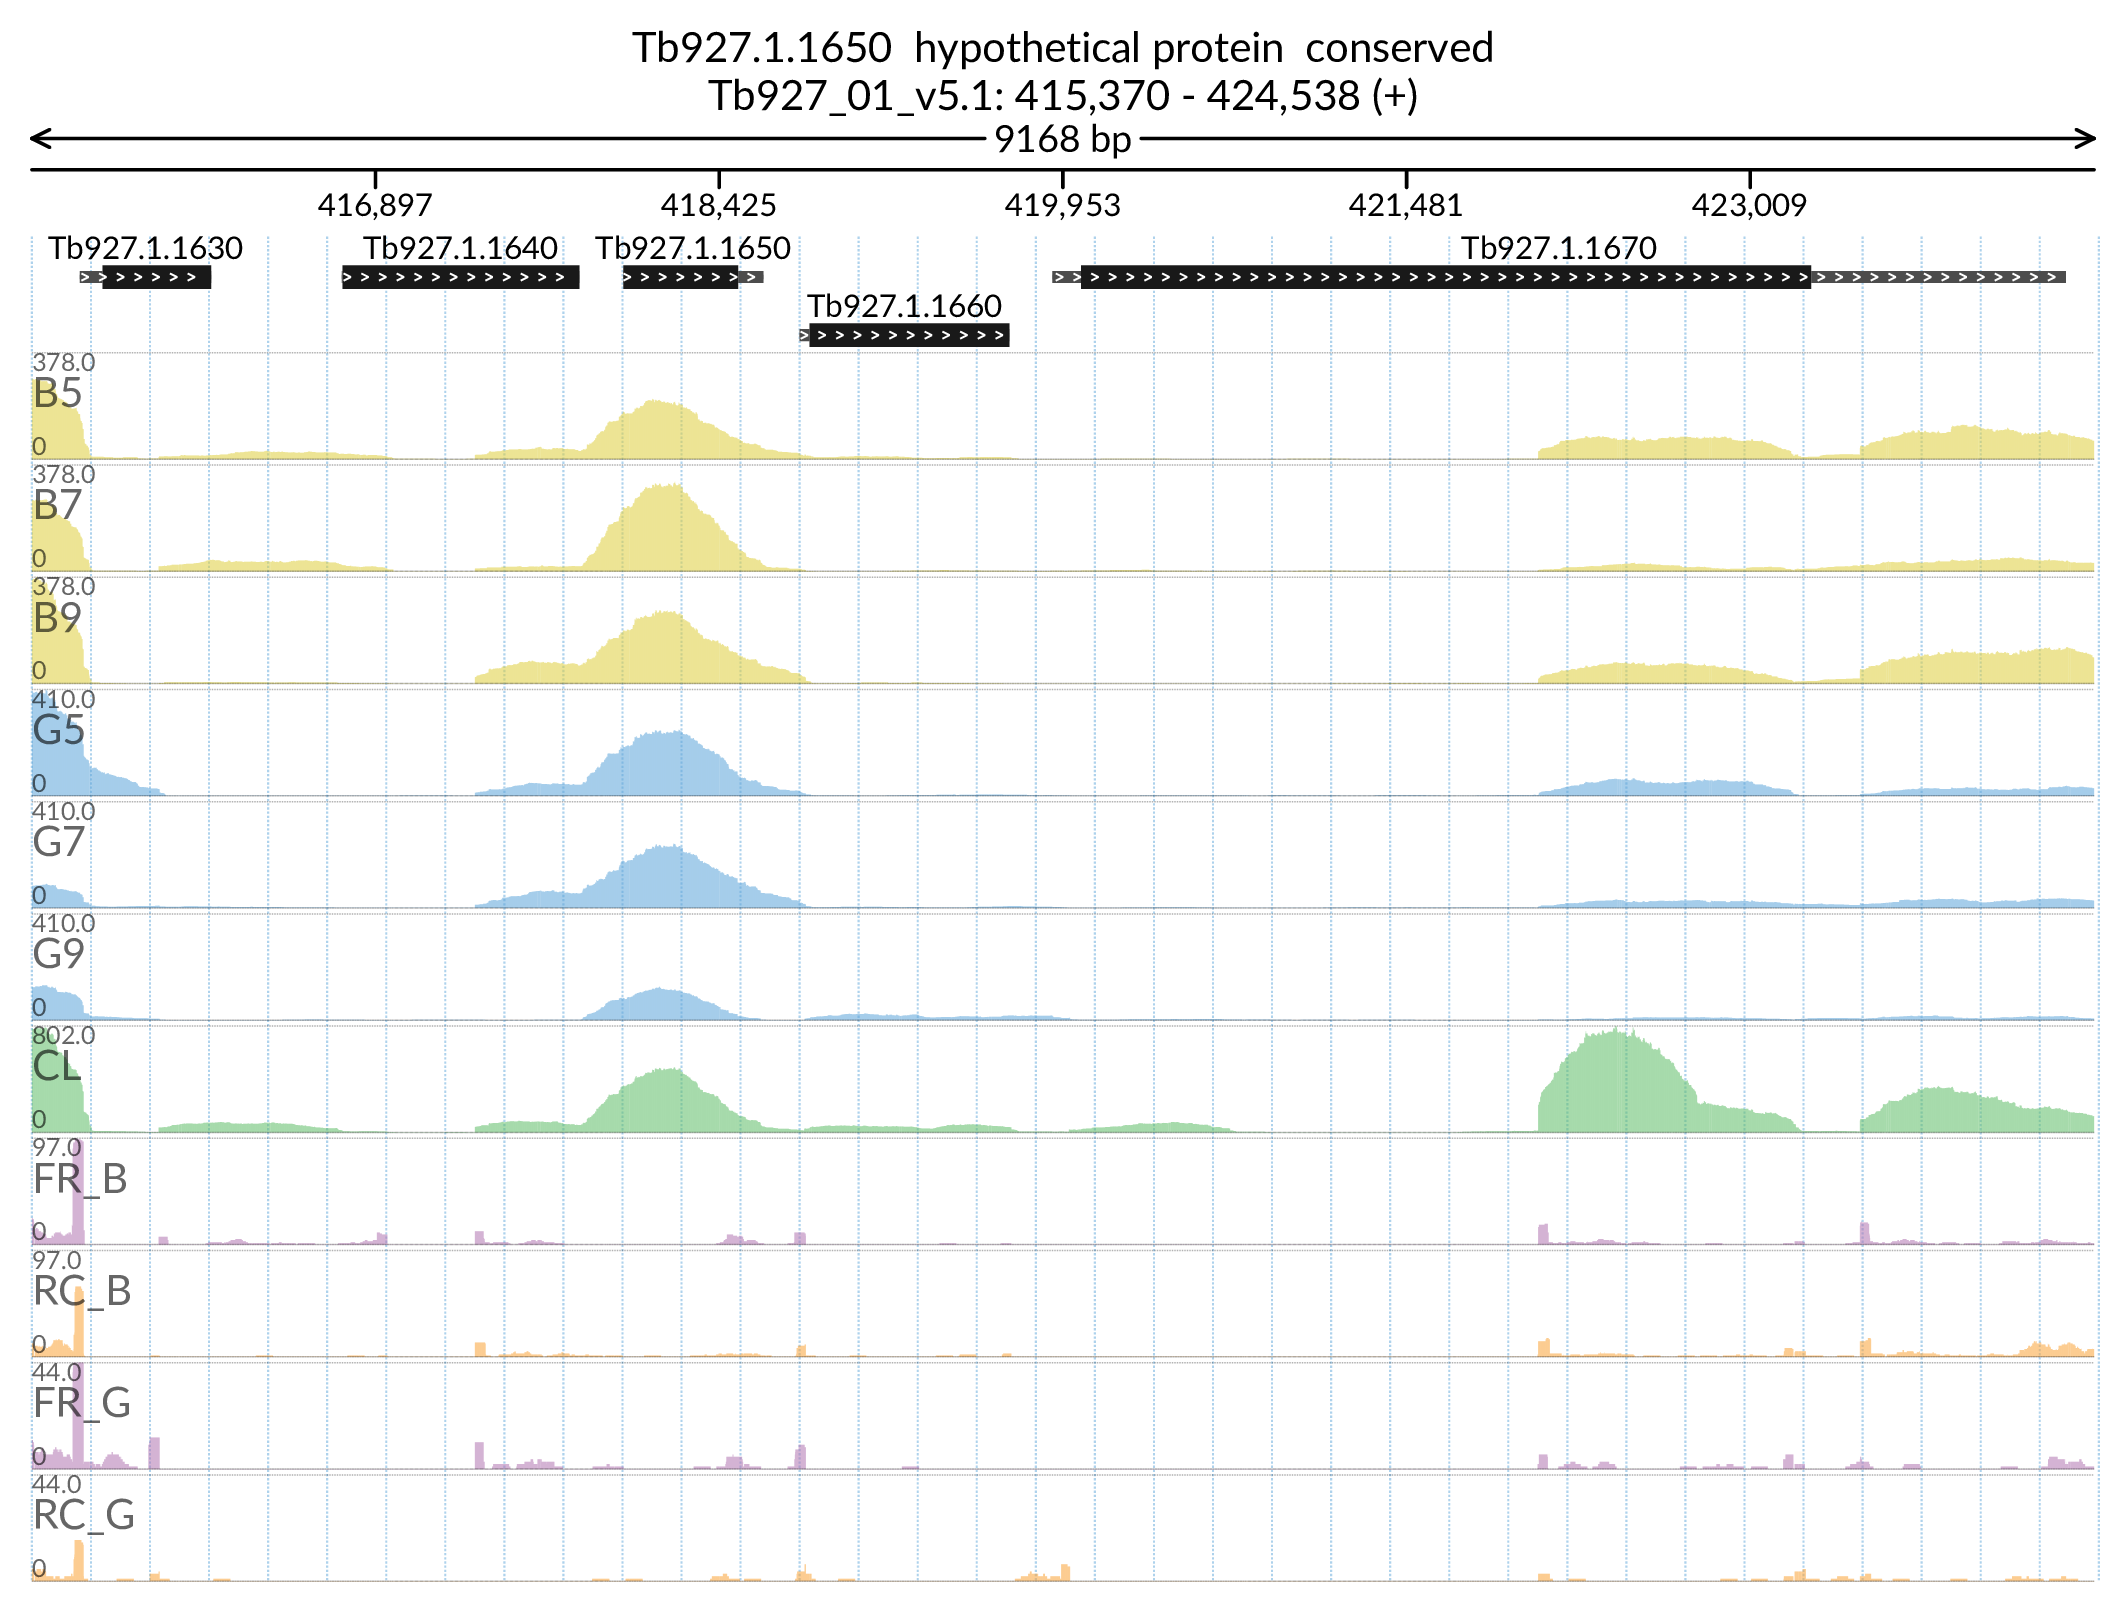 Tb927.1.1650  hypothetical protein  conserved
Tb927_01_v5.1: 415,370 - 424,538 (+)
9168 bp
416,897 418,425 419,953 421,481 423,009
Tb927.1.1630 Tb927.1.1640 Tb927.1.1650 Tb927.1.1670
Tb927.1.1660
378.0
B5
0
378.0
B7
0
378.0
B9
0
410.0
G5
0
410.0
G7
0
410.0
G9
0
802.0
CL
0
97.0
FR_B
0
97.0
RC_B
0
44.0
FR_G
0
44.0
RC_G
0